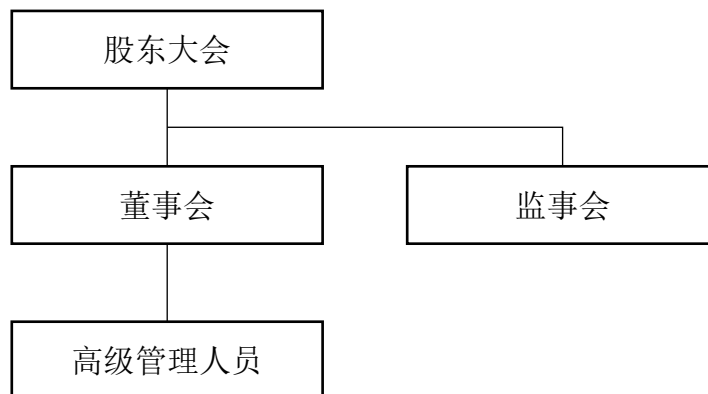 股东大会
董事会
监事会
高级管理人员